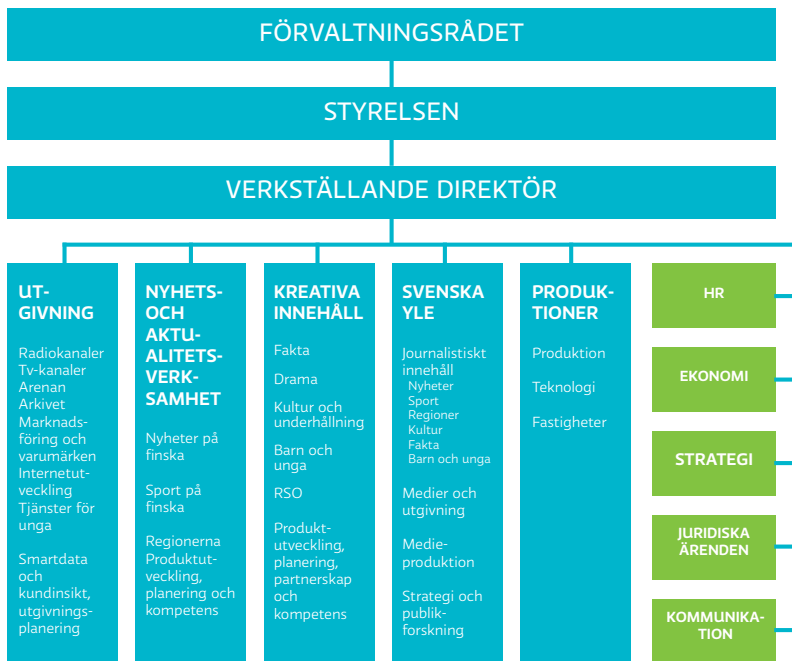 FÖRVALTNINGSRÅDET
STYRELSEN
VERKSTÄLLANDE DIREKTÖR
UT-
GIVNING
Radiokanaler
Tv-kanaler
Arenan
Arkivet
Marknads-
föring och
varumärken
Internetut-
veckling
Tjänster för
unga
Smartdata
och
kundinsikt,
utgivnings-
planering
NYHETS-
OCH
AKTU-
ALITETS-
VERK-
SAMHET
Nyheter på
finska
Sport på
finska
Regionerna
Produktut-
veckling,
planering och
kompetens
KREATIVA
INNEHÅLL
Fakta
Drama
Kultur och
underhållning
Barn och
unga
RSO
Produkt-
utveckling,
planering,
partnerskap
och
kompetens
SVENSKA
YLE
Journalistiskt
innehåll
Nyheter
Sport
Regioner
Kultur
Fakta
Barn och unga
Medier och
utgivning
Medie-
produktion
Strategi och
publik-
forskning
PRODUK-
TIONER
Produktion
Teknologi
Fastigheter
HR
EKONOMI
STRATEGI
JURIDISKA
ÄRENDEN
KOMMUNIKA-
TION